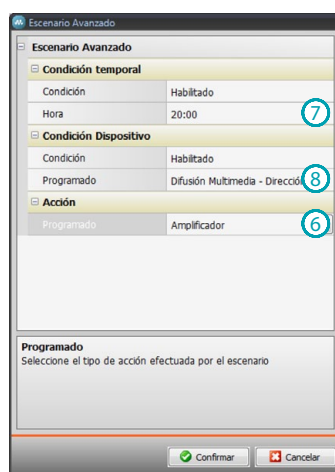 Escenario Avanzado
Escenario Avanzado
Condición temporal
Condición Habilitado
Hora 20:00 7
Condición Dispositivo
Condición Habilitado
Programado Difusión Multimedia - Dirección 8
Acción
Programado Amplificador 6
Programado
Seleccione el tipo de acción efectuada por el escenario
Confirmar Cancelar